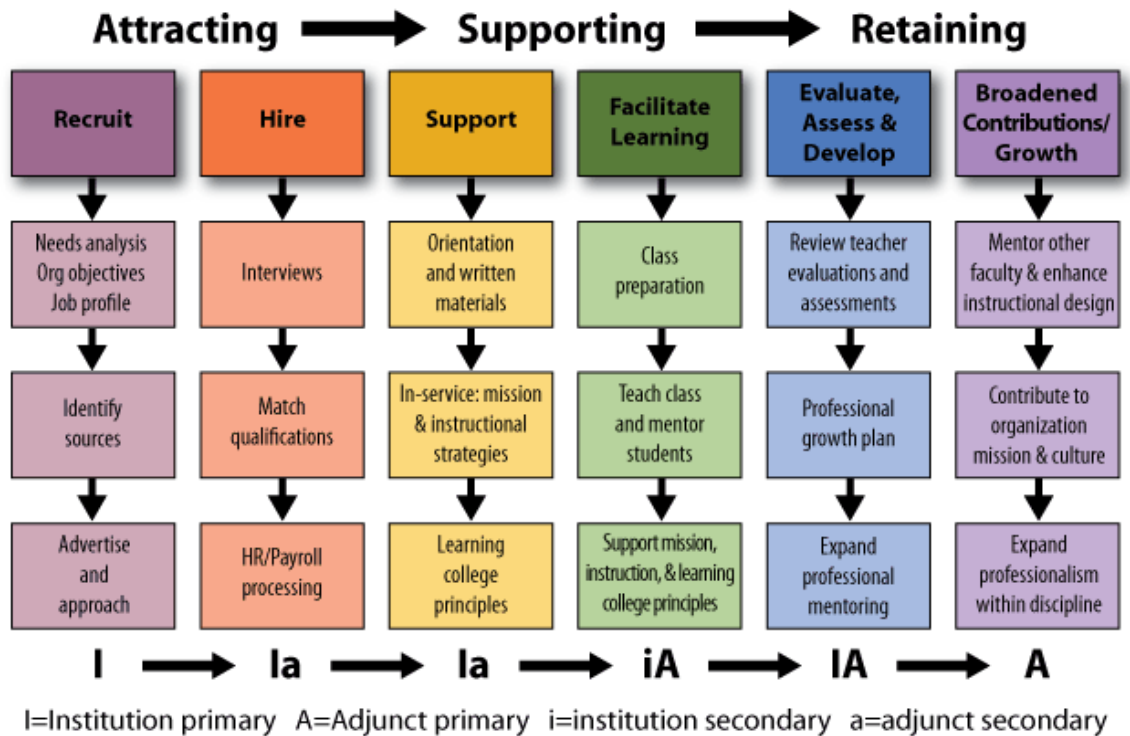 Attracting Supporting Retaining
Recruit
Hire
Support
Facilitate
Learning
Evaluate,
Assess &
Develop
Broadened
Contributions/
Growth
Needs analysis
Org objectives
Job profile
Interviews
Orientation
and written
materials
Class
preparation
Review teacher
evaluations and
assessments
Mentor other
faculty & enhance
instructional design
Identify
sources
Match
qualifications
In-service: mission
& instructional
strategies
Teach class
and mentor
students
Professional
growth plan
Contribute to
organization
mission & culture
Advertise
and
approach
HR/Payroll
processing
Learning
college
principles
Support mission,
instruction, & learning
college principles
Expand
professional
mentoring
Expand
professionalism
within discipline
I Ia Ia iA IA A
I=Institution primary A=Adjunct primary i=institution secondary a=adjunct secondary